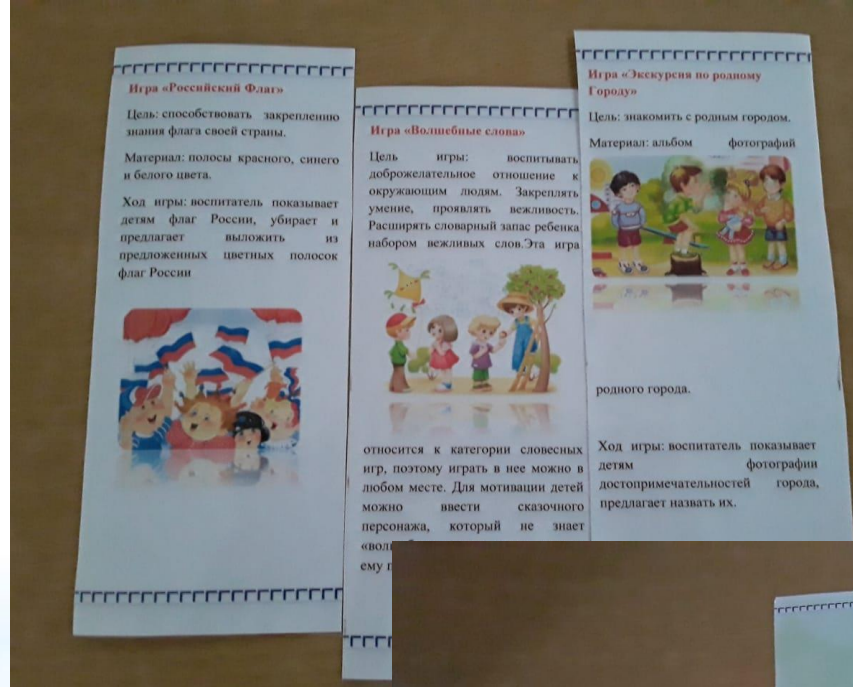 Игра «Российский Флаг»
Цель: способствовать закреплению
знания флага своей страны.
Материал: полосы красного, синего
и белого цвета.
Ход игры: воспитатель показывает
детям флаг России, убирает и
предлагает выложить из
предложенных цветных полосок
флаг России
Игра «Волшебные слова»
Цель игры: воспитывать
доброжелательное отношение к
окружающим людям. Закреплять
умение, проявлять вежливость.
Расширять словарный запас ребенка
набором вежливых слов.Эта игра
относится к категории словесных
игр, поэтому играть в нее можно в
любом месте. Для мотивации детей
можно ввести сказочного
персонажа, который не знает
ему
Игра «Экскурсия по родному
Городу»
Цель: знакомить с родным городом.
Материал: альбом фотографий
родного города.
Ход игры: воспитатель показывает
детям фотографии
достопримечательностей города,
предлагает назвать их.